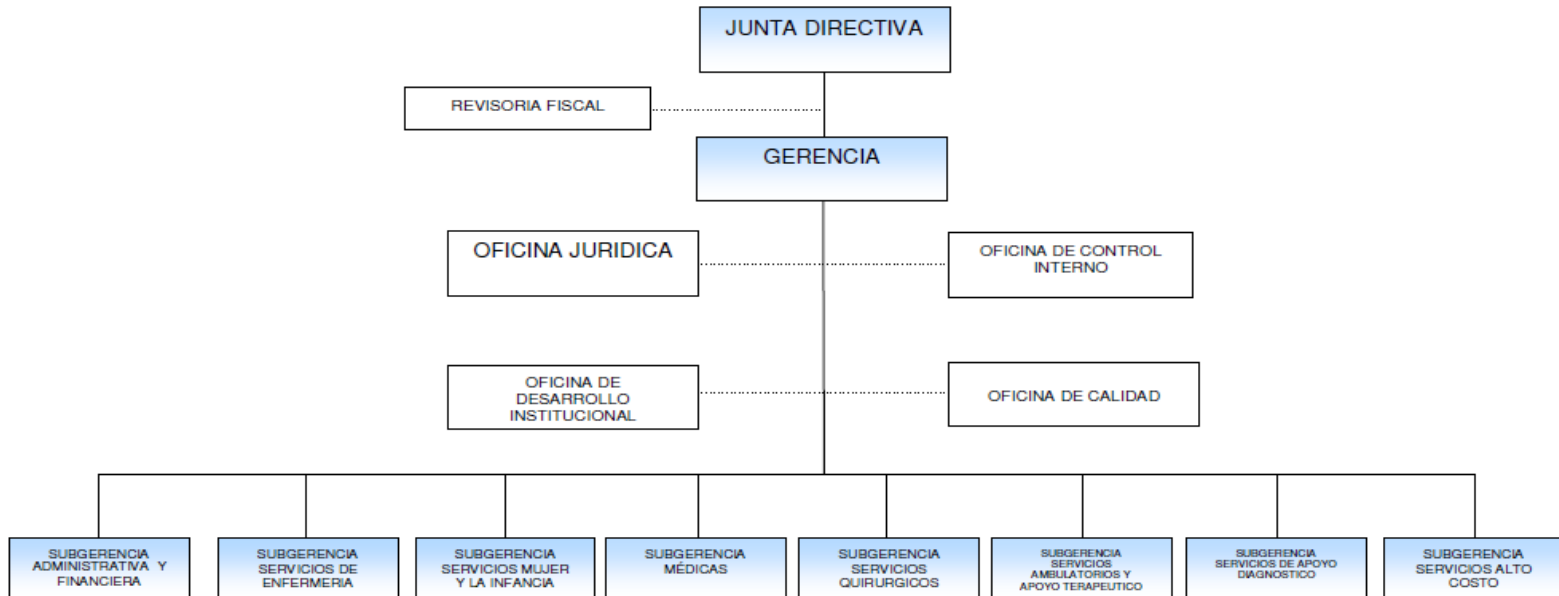 JUNTA DIRECTIVA
REVISORIA FISCAL
GERENCIA
OFICINA JURIDICA
OFICINA DE CONTROL
INTERNO
OFICINA DE
DESARROLLO
INSTITUCIONAL
OFICINA DE CALIDAD
SUBGERENCIA
ADMINISTRATIVA Y
FINANCIERA
SUBGERENCIA
SERVICIOS DE
ENFERMERIA
SUBGERENCIA
SERVICIOS MUJER
Y LA INFANCIA
SUBGERENCIA
MÉDICAS
SUBGERENCIA
SERVICIOS
QUIRURGICOS
SUBGERENCIA
SERVICIOS
AMBULATORIOS Y
APOYO TERAPEUTICO
SUBGERENCIA
SERVICIOS DE APOYO
DIAGNOSTICO
SUBGERENCIA
SERVICIOS ALTO
COSTO